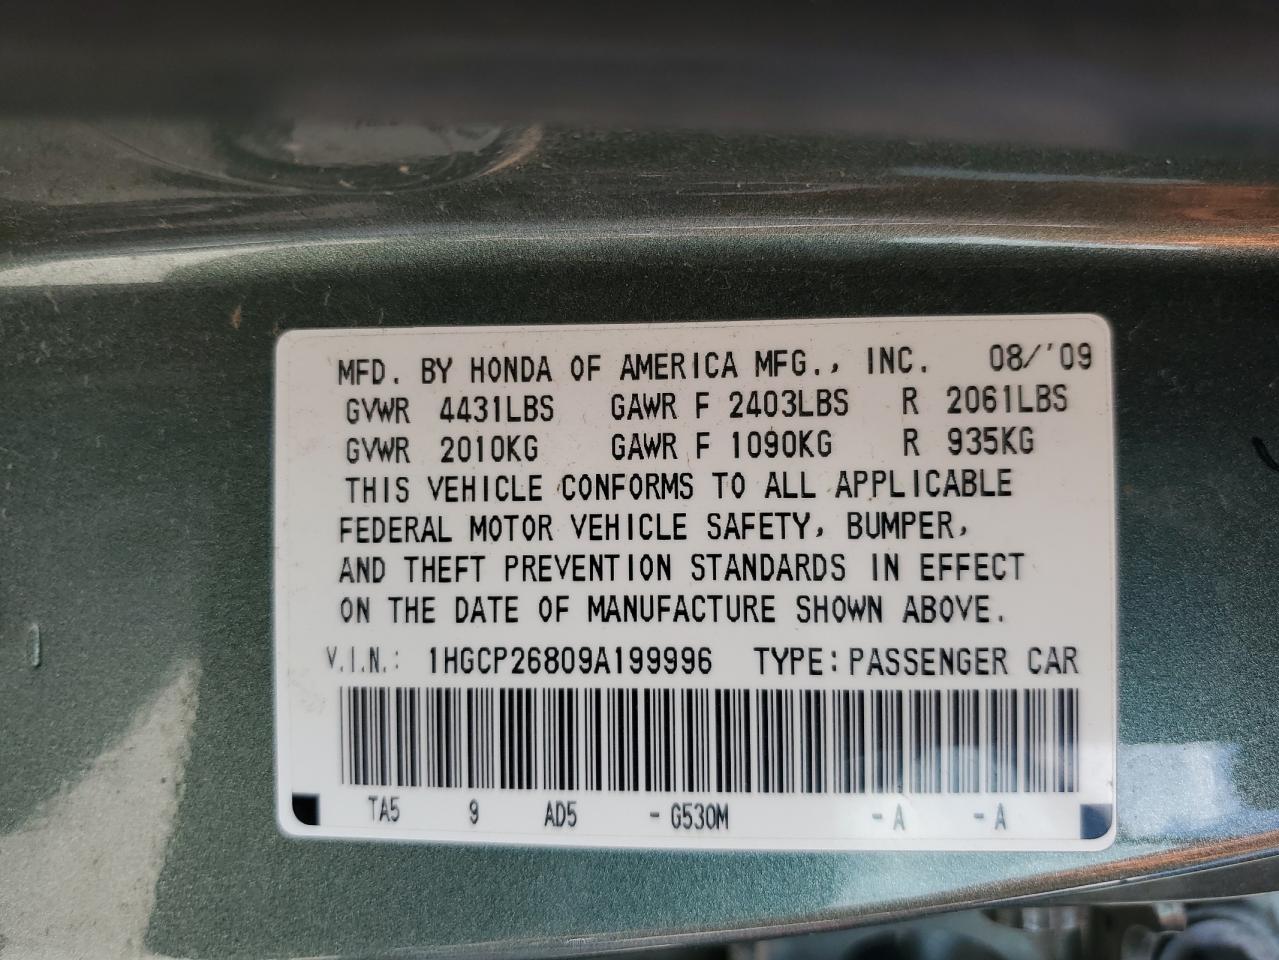 MFD. BY HONDA OF AMERICA MFG., INC. 08/'09
GVWR 4431LBS GAWR F 2403LBS R 2061LBS
GVWR 2010KG GAWR F 1090KG R 935KG
THIS VEHICLE CONFORMS TO ALL APPLICABLE
FEDERAL MOTOR VEHICLE SAFETY, BUMPER,
AND THEFT PREVENTION STANDARDS IN EFFECT
ON THE DATE OF MANUFACTURE SHOWN ABOVE.
V.I.N.: 1HGCP26809A199996 TYPE: PASSENGER CAR
TA5 9 AD5 - G530M - A - A